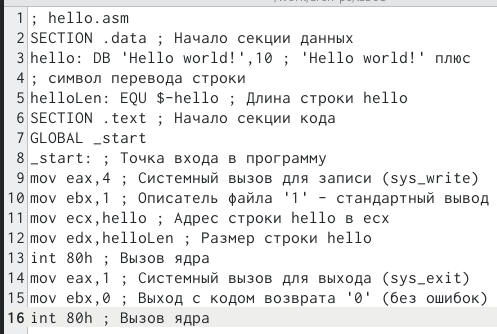 1 ; hello.asm
2 SECTION .data ; Начало секции данных
3 hello: DB 'Hello world!',10 ; 'Hello world!' плюс
4 ; символ перевода строки
5 helloLen: EQU $-hello ; Длина строки hello
6 SECTION .text ; Начало секции кода
7 GLOBAL _start
8 _start: ; Точка входа в программу
9 mov eax,4 ; Системный вызов для записи (sys_write)
10 mov ebx,1 ; Описатель файла '1' - стандартный вывод
11 mov ecx,hello ; Адрес строки hello в ecx
12 mov edx,helloLen ; Размер строки hello
13 int 80h ; Вызов ядра
14 mov eax,1 ; Системный вызов для выхода (sys_exit)
15 mov ebx,0 ; Выход с кодом возврата '0' (без ошибок)
16 int 80h ; Вызов ядра